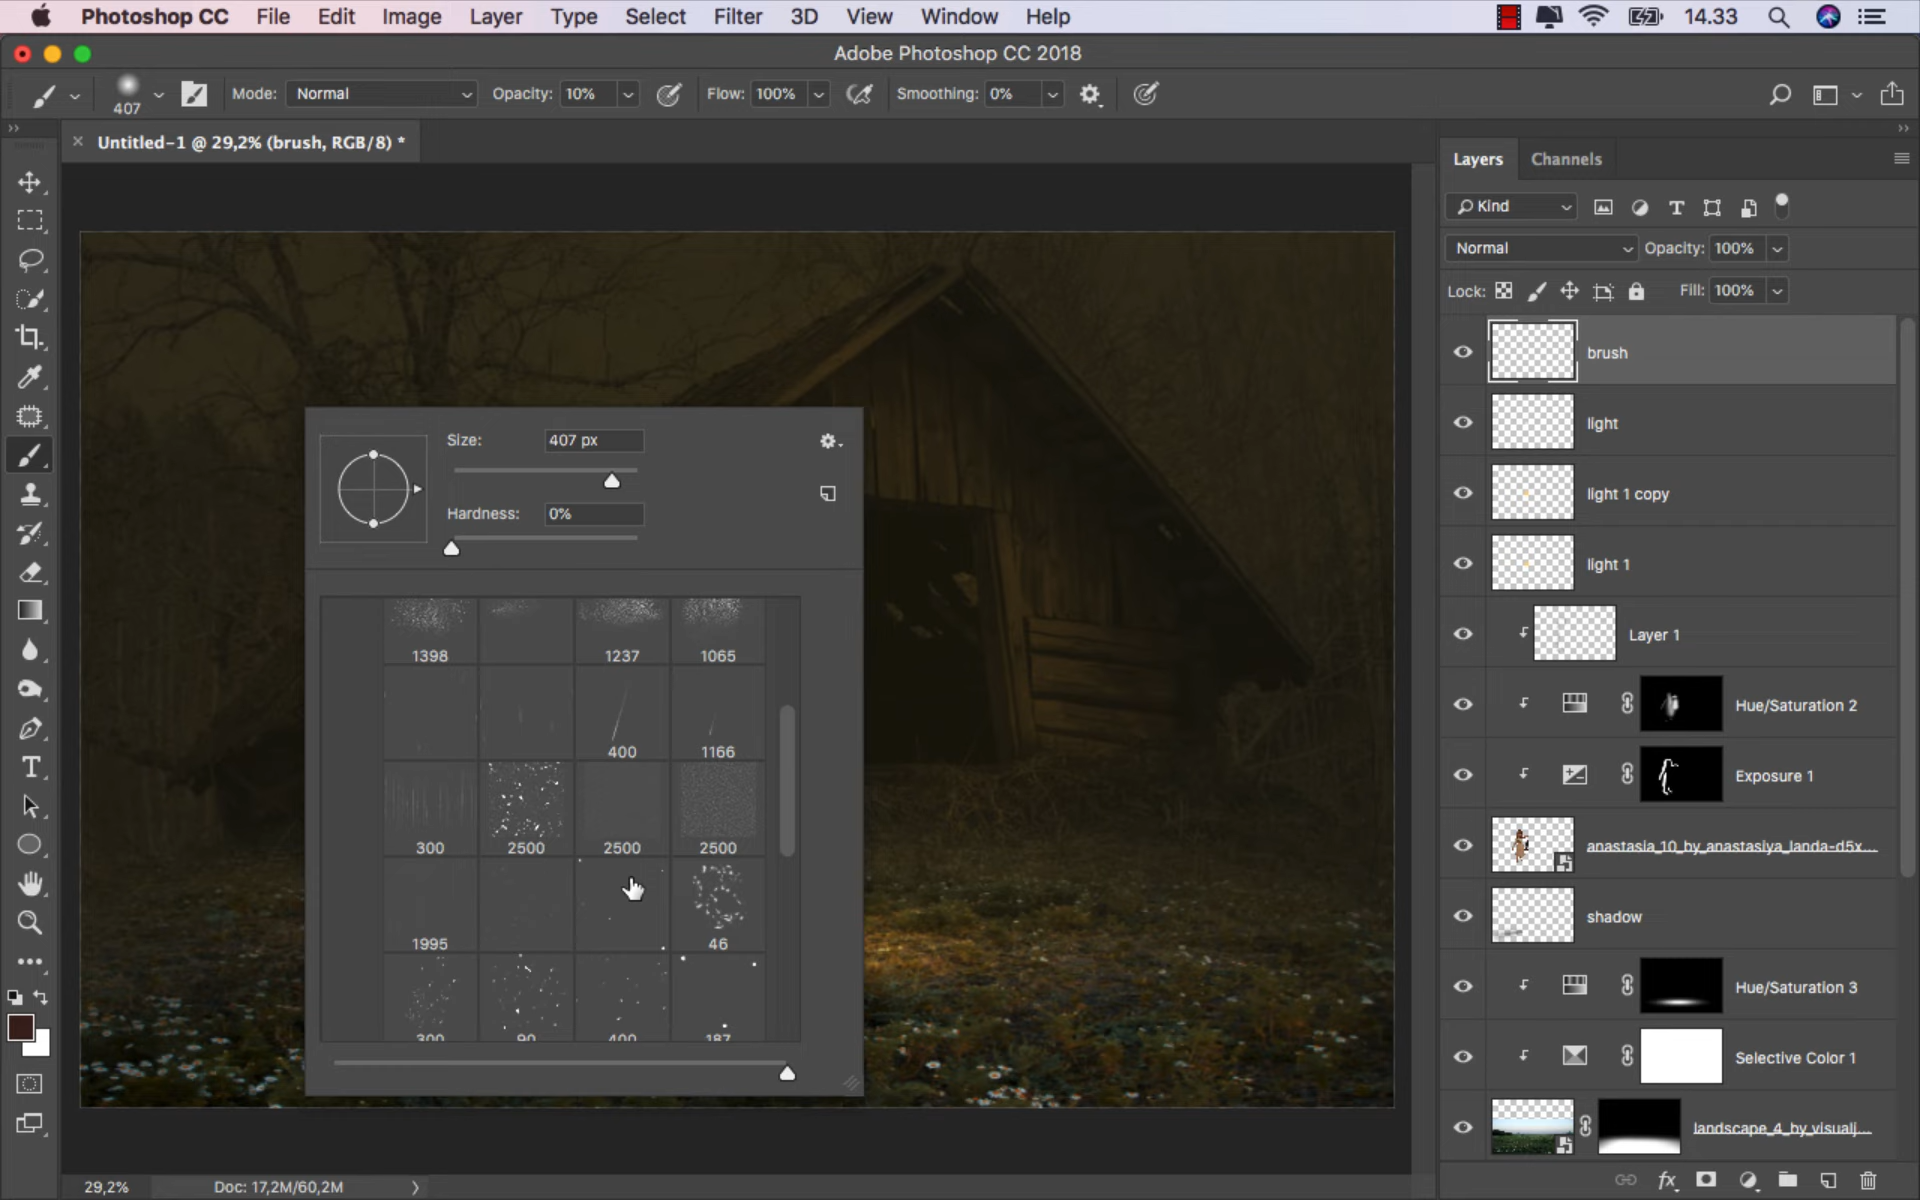 Photoshop CC File Edit Image Layer Type Select Filter 3D View Window Help 14.33
Adobe Photoshop CC 2018
407 Mode: Normal Opacity: 10% Flow: 100% Smoothing: 0%
Untitled-1 @ 29,2% (brush, RGB/8) *
Layers Channels
Kind
Normal Opacity: 100%
Lock: Fill: 100%
brush
light
light 1 copy
light 1
Layer 1
Hue/Saturation 2
Exposure 1
anastasia_10_by_anastasiya_landa-d5x...
shadow
Hue/Saturation 3
Selective Color 1
landscape_4_by_visualj...
Size: 407 px
Hardness: 0%
1398 1237 1065
400 1166
300 2500 2500 2500
1995 46
300 90 400 187
29,2% Doc: 17,2M/60,2M